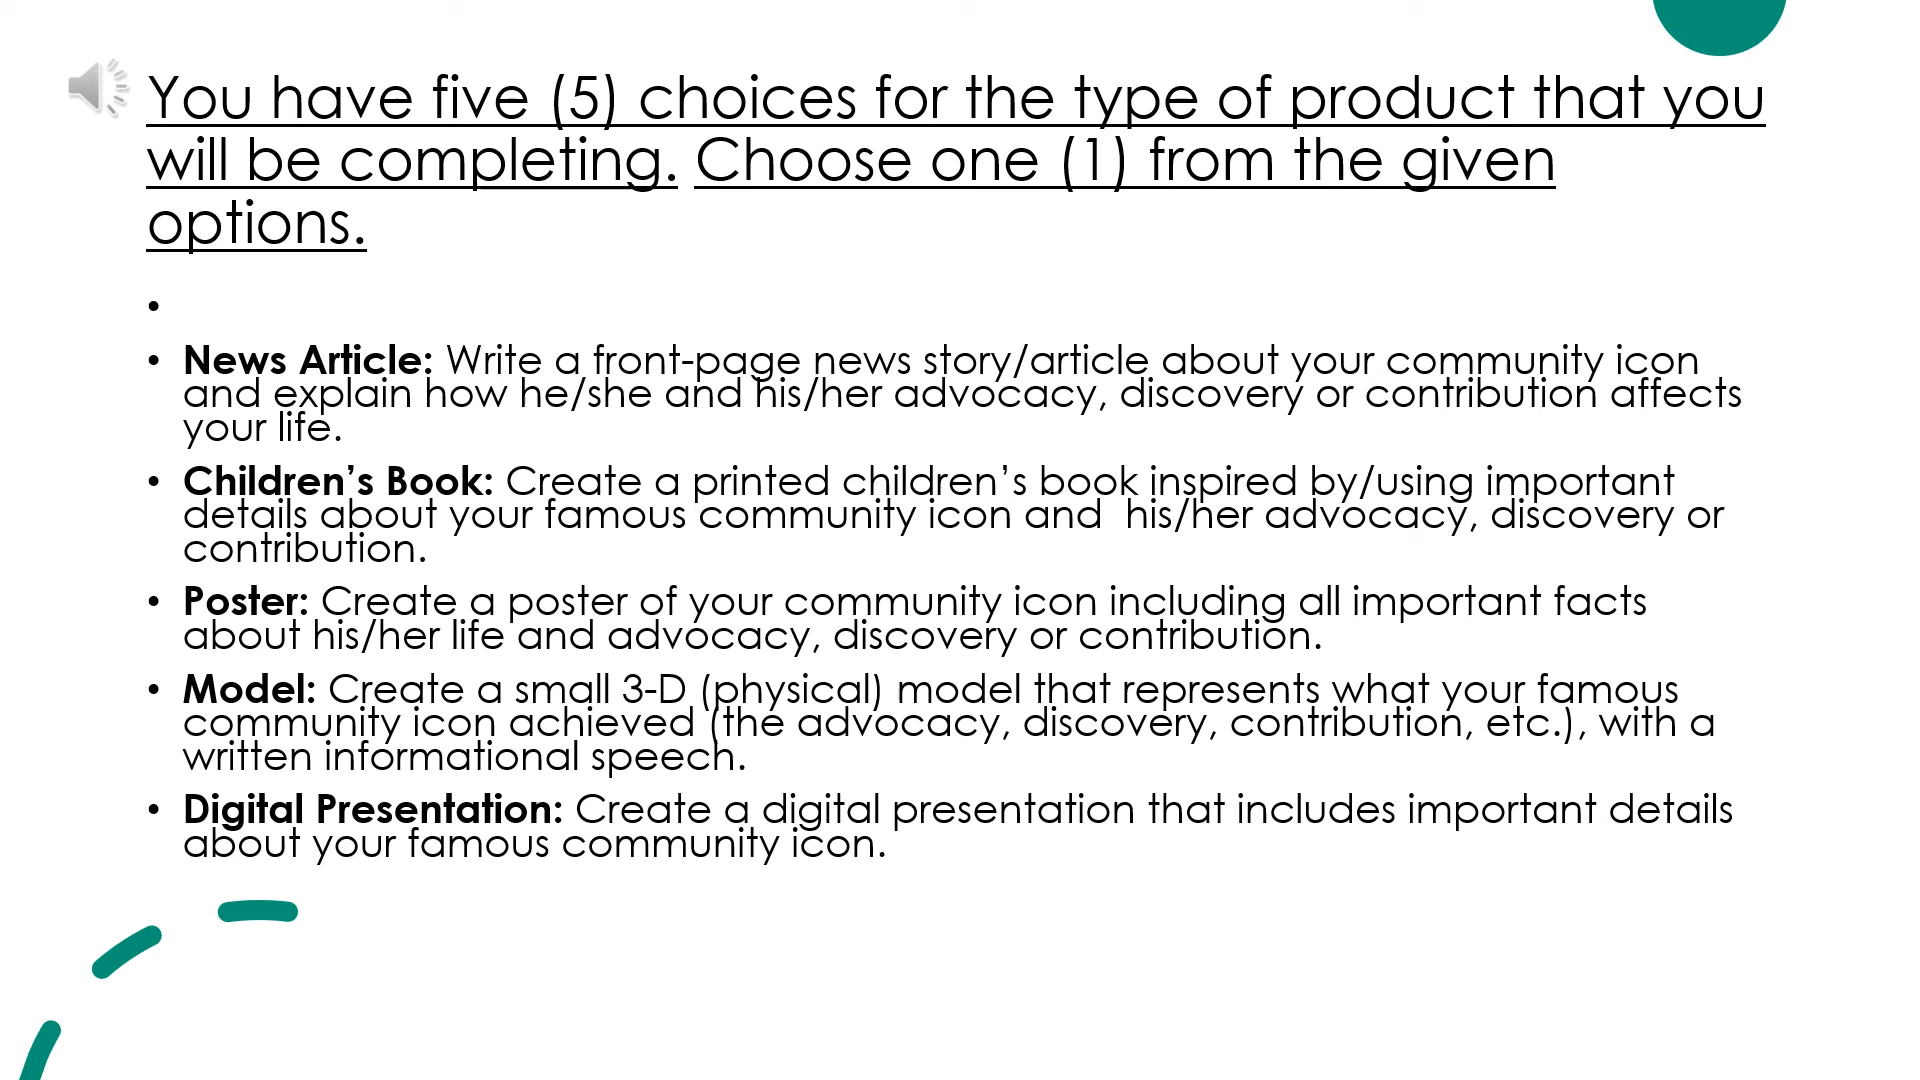 You have five (5) choices for the type of product that you
will be completing. Choose one (1) from the given
options.
•
• News Article: Write a front-page news story/article about your community icon
and explain how he/she and his/her advocacy, discovery or contribution affects
your life.
• Children’s Book: Create a printed children’s book inspired by/using important
details about your famous community icon and  his/her advocacy, discovery or
contribution.
• Poster: Create a poster of your community icon including all important facts
about his/her life and advocacy, discovery or contribution.
• Model: Create a small 3-D (physical) model that represents what your famous
community icon achieved (the advocacy, discovery, contribution, etc.), with a
written informational speech.
• Digital Presentation: Create a digital presentation that includes important details
about your famous community icon.